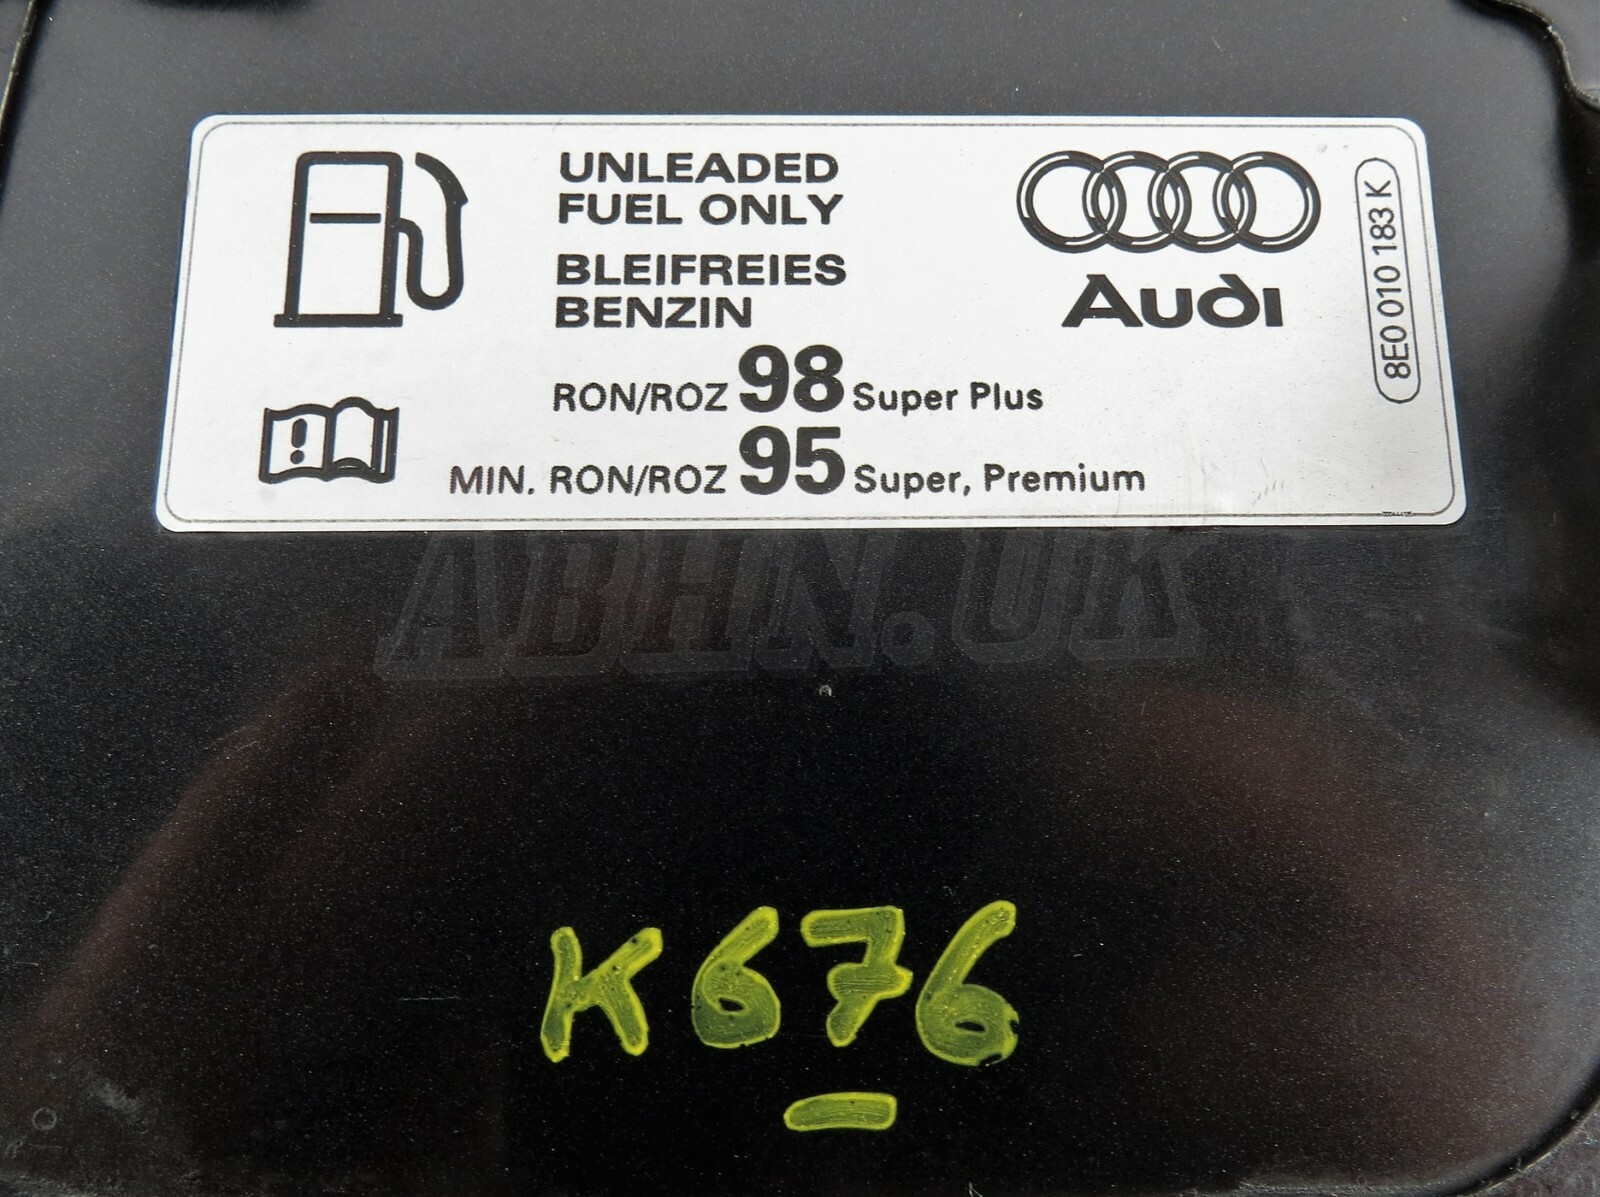 UNLEADED
FUEL ONLY
BLEIFREIES
BENZIN
RON/ROZ 98 Super Plus
MIN. RON/ROZ 95 Super, Premium
Audi
8E0 010 183 K
!
ABHN.UK
K676